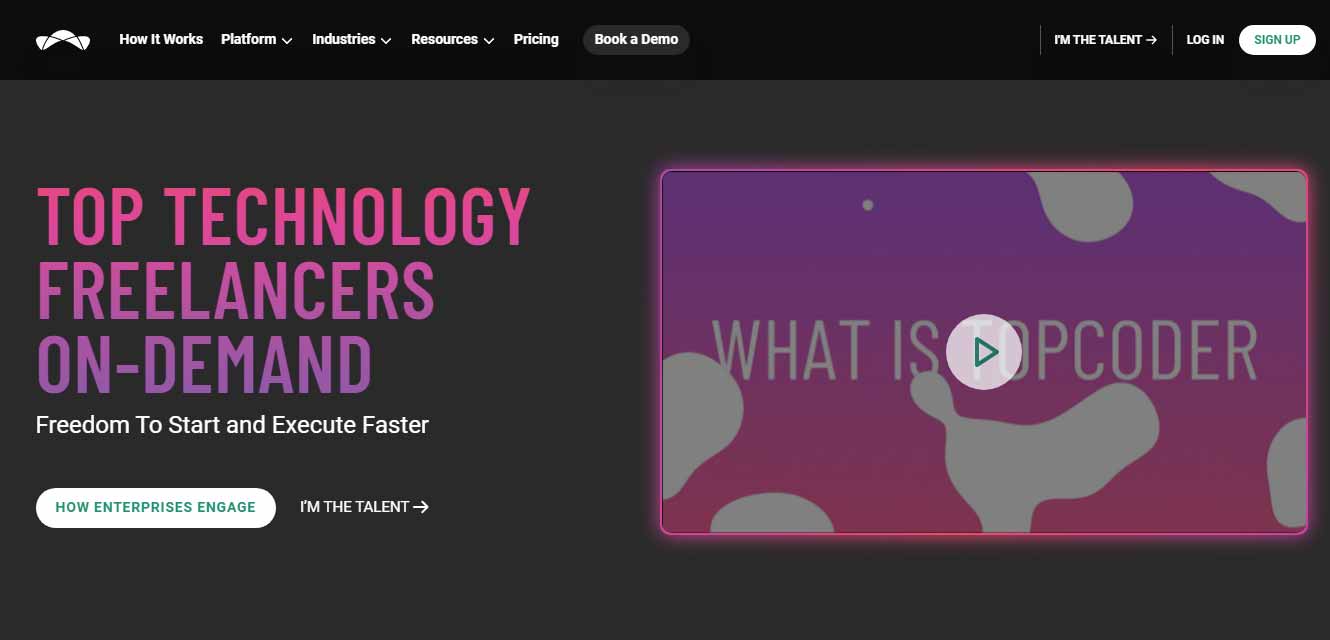 How It Works Platform Industries Resources Pricing Book a Demo I'M THE TALENT → LOG IN SIGN UP
TOP TECHNOLOGY
FREELANCERS
ON-DEMAND
Freedom To Start and Execute Faster
HOW ENTERPRISES ENGAGE I'M THE TALENT →
WHAT IS TOPCODER